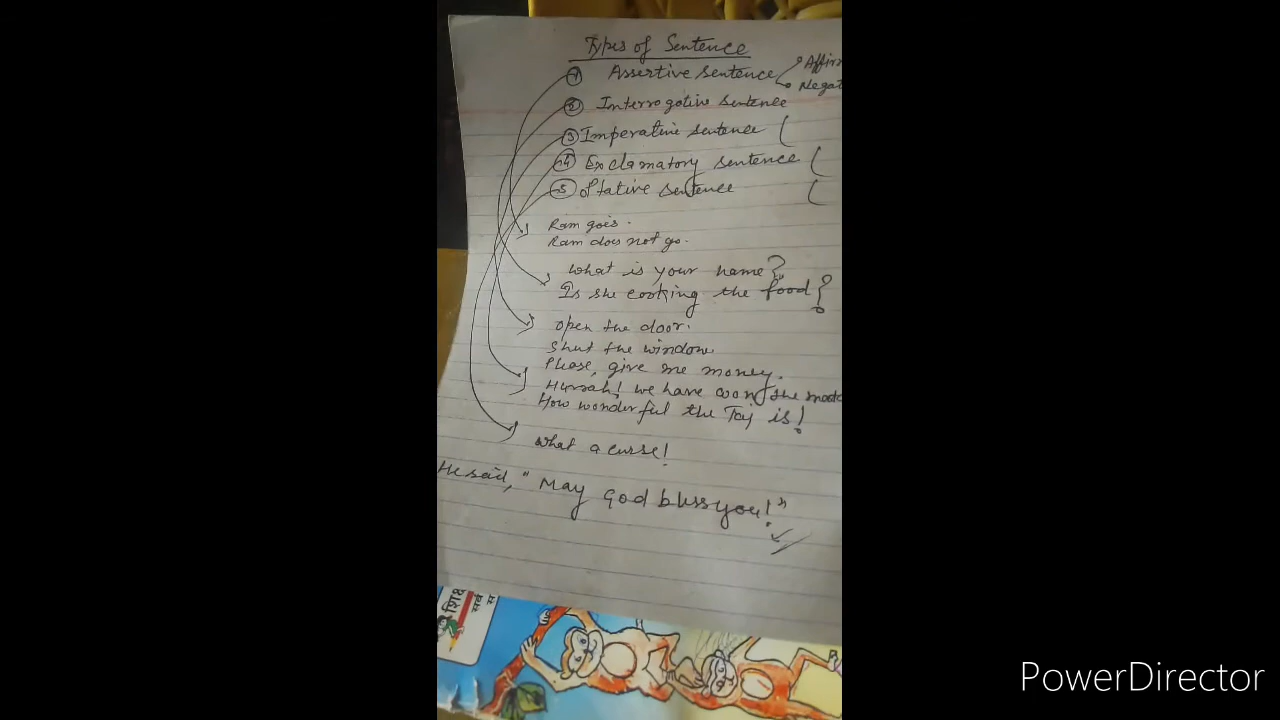 Types of Sentence
1 Assertive sentence
Affir
Negat
2 Interrogative sentence
3 Imperative sentence (
4 Exclamatory sentence (
5 Optative sentence (
Ram goes.
Ram does not go.
What is your name?
Is she cooking the food?
Open the door.
Shut the window.
Please, give me money.
Hurrah! we have won the matc
How wonderful the Taj is!
What a curse!
He said, "May God bless you!"
शिक्ष
सर्व
स
PowerDirector